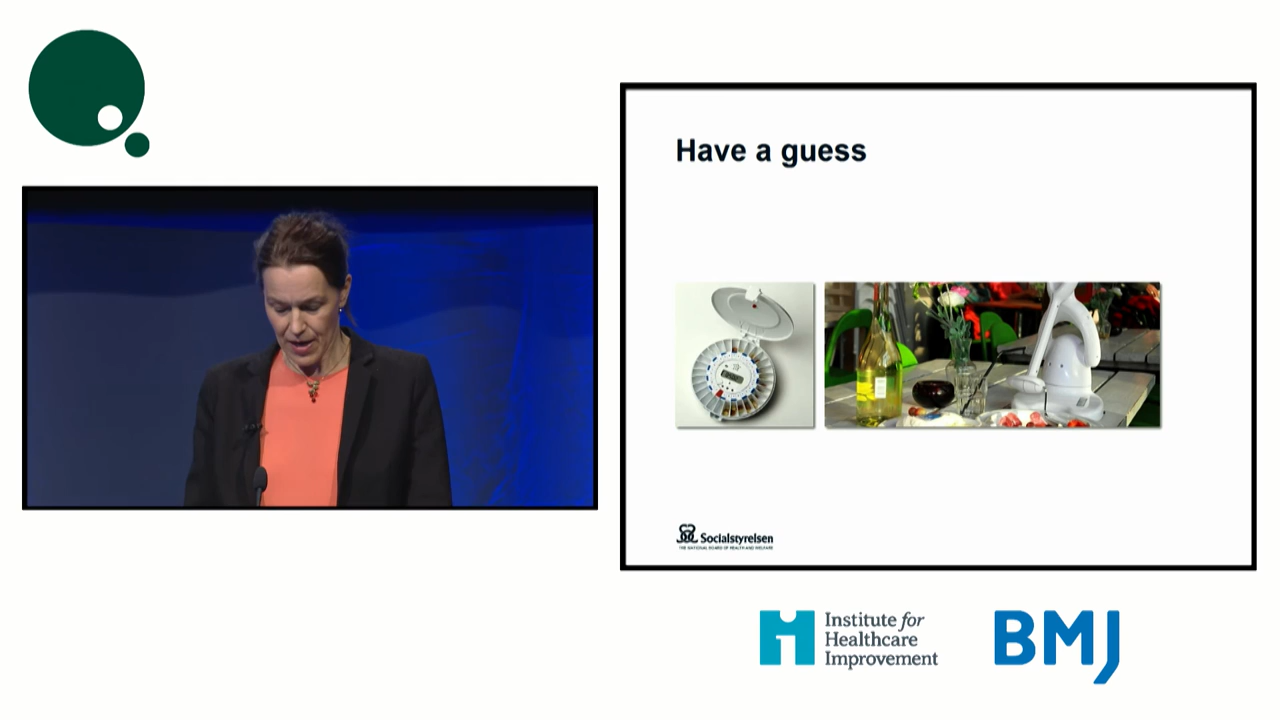 Have a guess
Socialstyrelsen
THE NATIONAL BOARD OF HEALTH AND WELFARE
Institute for
Healthcare
Improvement
BMJ